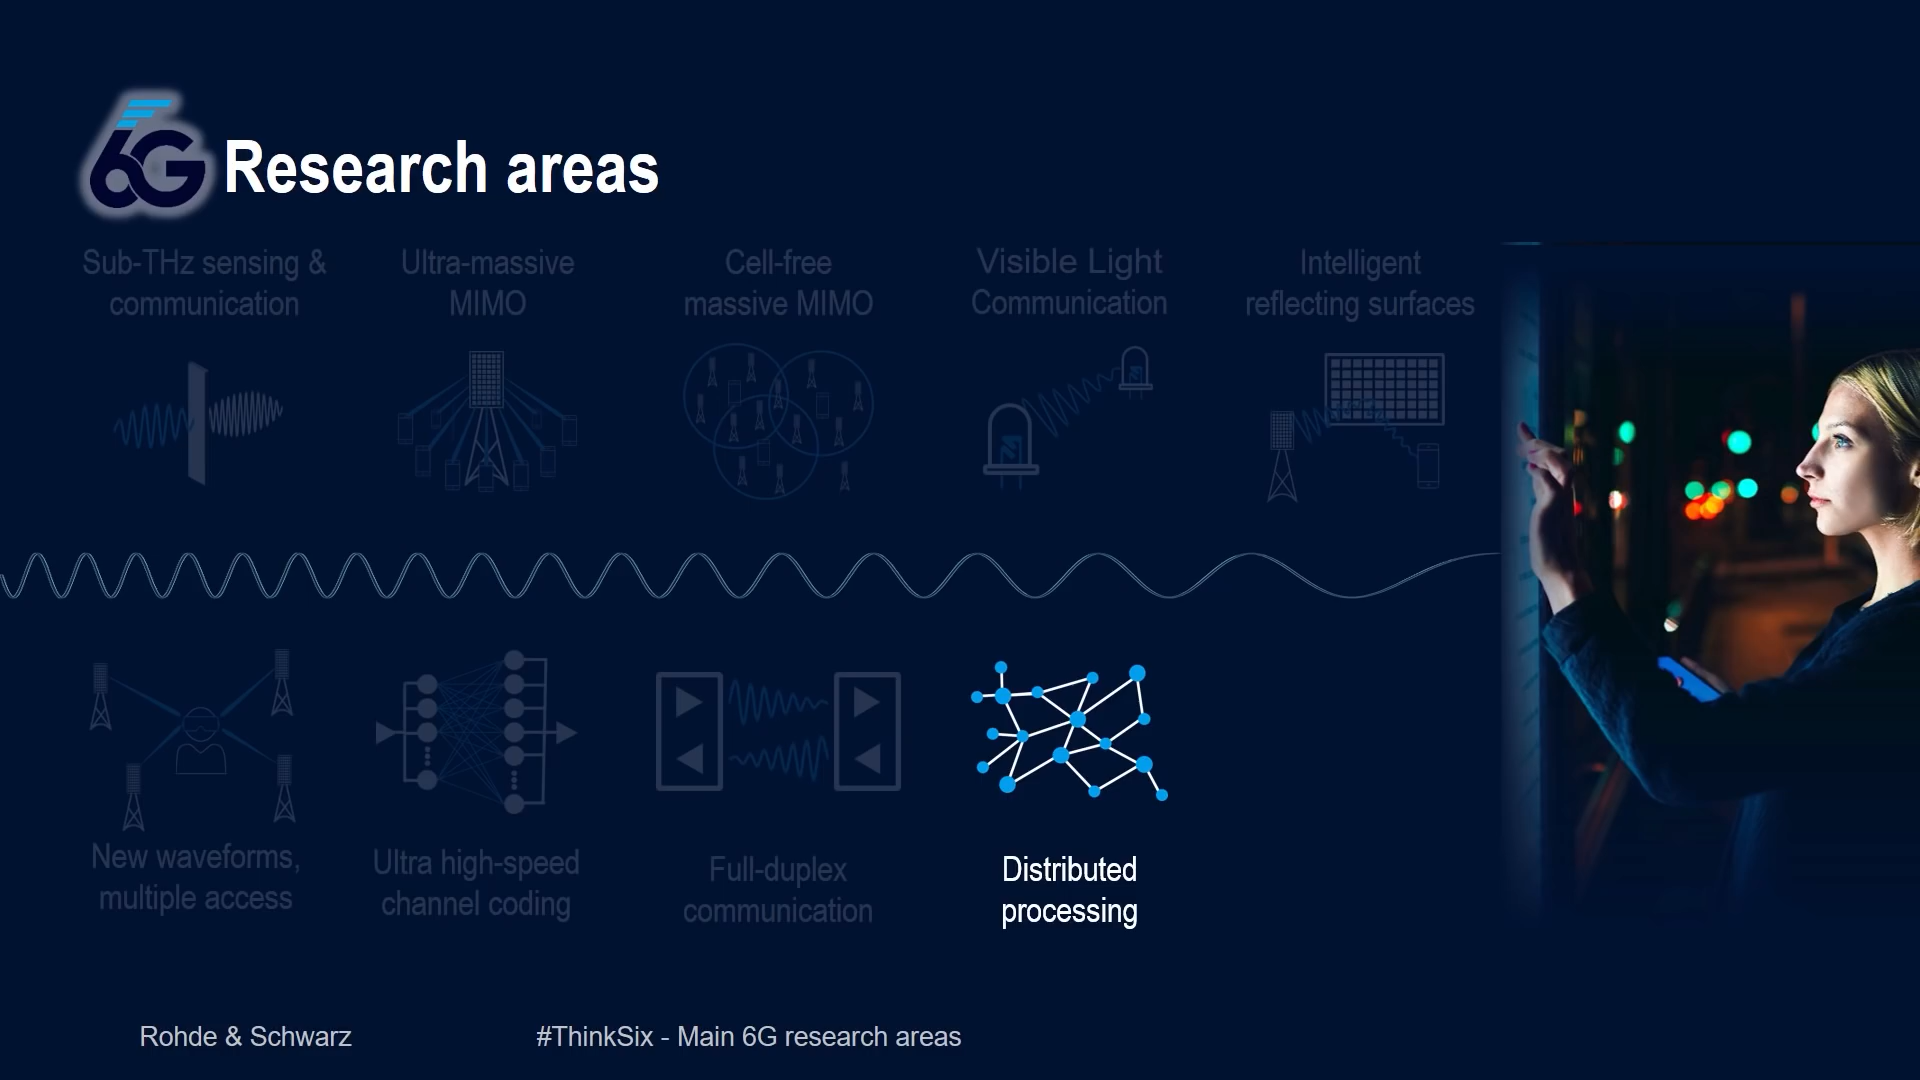 6G Research areas
Sub-THz sensing &
communication
Ultra-massive
MIMO
Cell-free
massive MIMO
Visible Light
Communication
Intelligent
reflecting surfaces
New waveforms,
multiple access
Ultra high-speed
channel coding
Full-duplex
communication
Distributed
processing
Rohde & Schwarz
#ThinkSix - Main 6G research areas